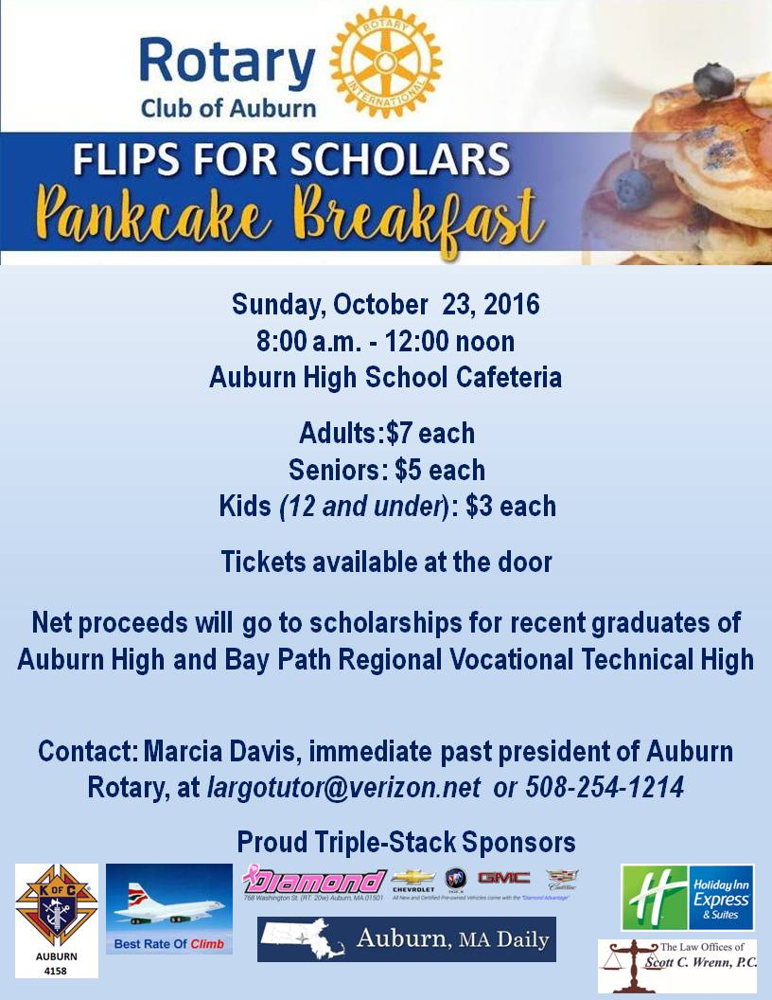 Rotary
Club of Auburn
ROTARY
INTERNATIONAL
FLIPS FOR SCHOLARS
Pankcake Breakfast
Sunday, October 23, 2016
8:00 a.m. - 12:00 noon
Auburn High School Cafeteria
Adults:$7 each
Seniors: $5 each
Kids (12 and under): $3 each
Tickets available at the door
Net proceeds will go to scholarships for recent graduates of
Auburn High and Bay Path Regional Vocational Technical High
Contact: Marcia Davis, immediate past president of Auburn
Rotary, at largotutor@verizon.net or 508-254-1214
Proud Triple-Stack Sponsors
K OF C
AUBURN
4158
Best Rate Of Climb
Diamond
768 Washington St. (RT. 20w) Auburn, MA.01501
CHEVROLET
BUICK
GMC
Cadillac
All New and Certified Pre-owned Vehicles come with the "Diamond Advantage"
Auburn, MA Daily
H
Holiday Inn
Express
& Suites
The Law Offices of
Scott C. Wrenn, P.C.